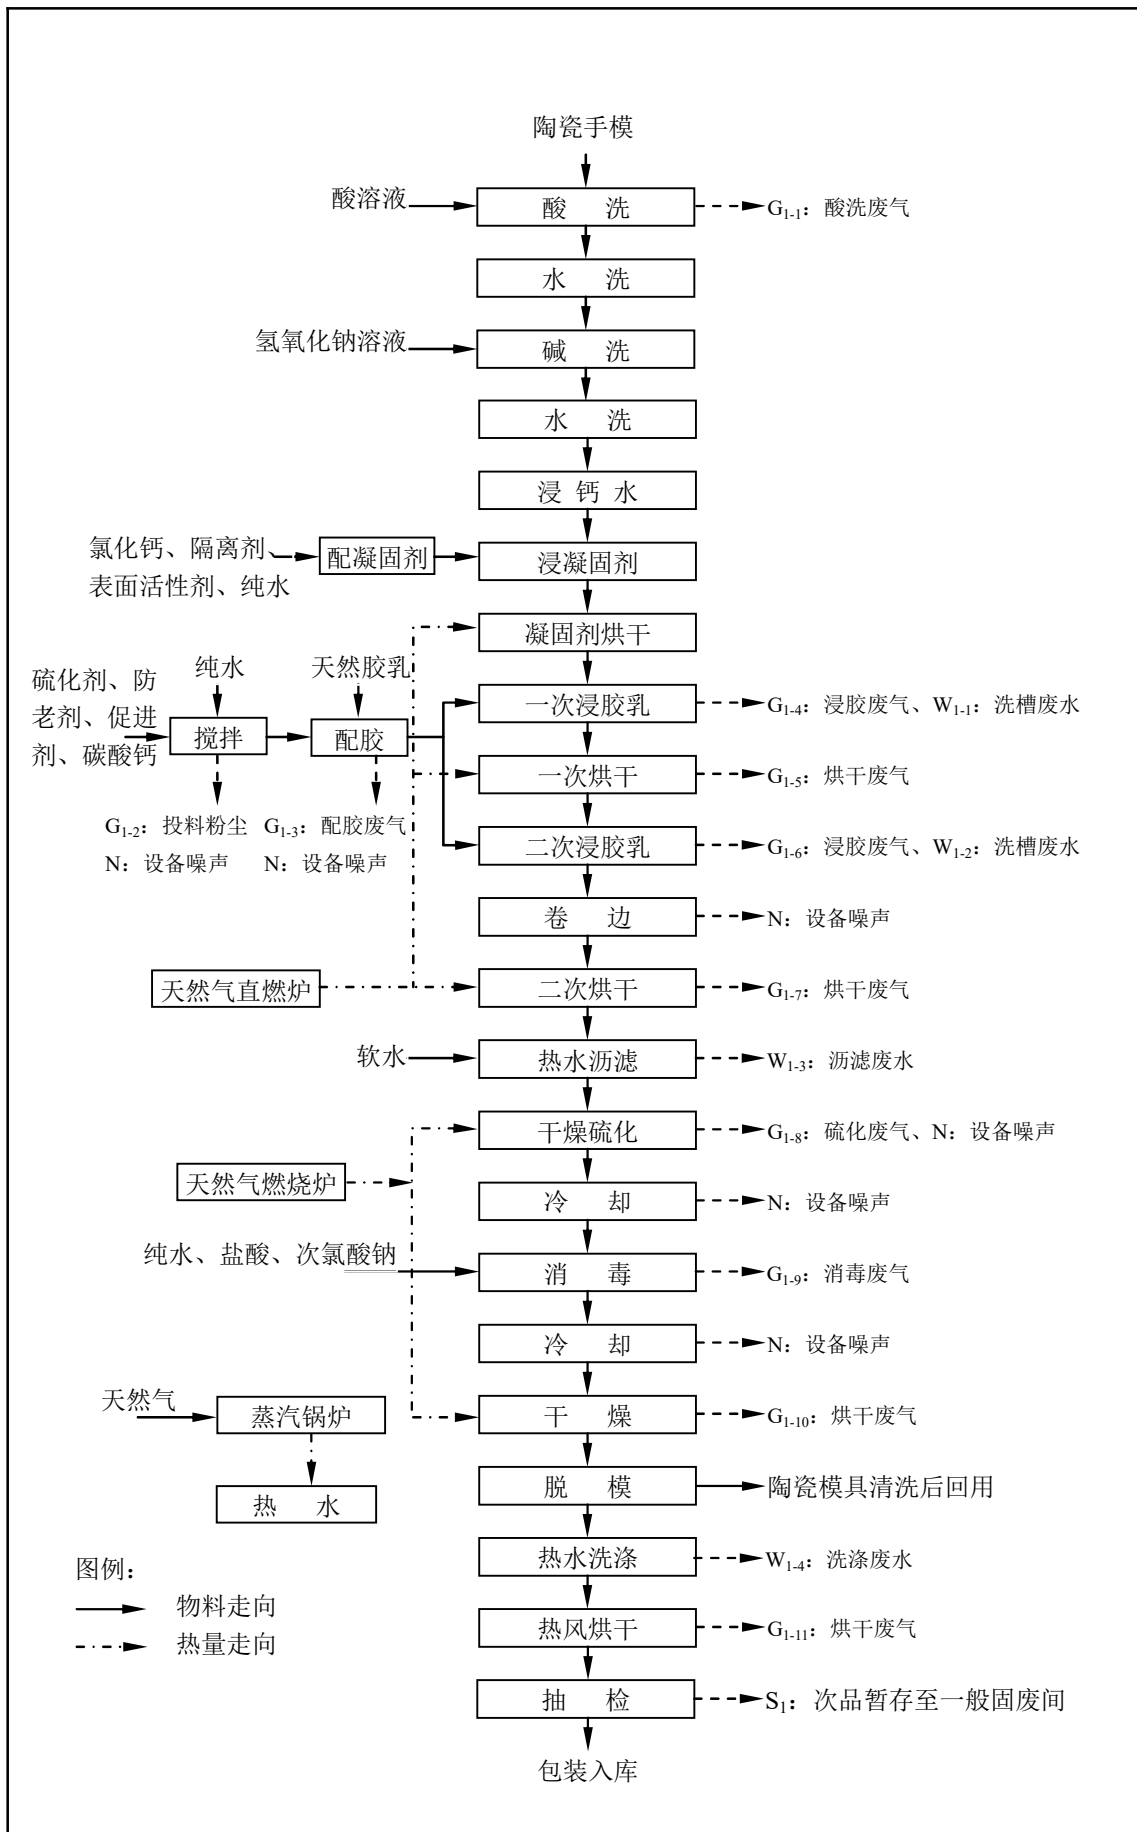 陶瓷手模
酸溶液
酸 洗
G1-1：酸洗废气
水 洗
氢氧化钠溶液
碱 洗
水 洗
浸 钙 水
氯化钙、隔离剂、
表面活性剂、纯水
配凝固剂
浸凝固剂
凝固剂烘干
硫化剂、防
老剂、促进
剂、碳酸钙
纯水
搅拌
天然胶乳
配胶
一次浸胶乳
G1-4：浸胶废气、W1-1：洗槽废水
一次烘干
G1-5：烘干废气
G1-2：投料粉尘
N：设备噪声
G1-3：配胶废气
N：设备噪声
二次浸胶乳
G1-6：浸胶废气、W1-2：洗槽废水
卷 边
N：设备噪声
天然气直燃炉
二次烘干
G1-7：烘干废气
软水
热水沥滤
W1-3：沥滤废水
干燥硫化
G1-8：硫化废气、N：设备噪声
天然气燃烧炉
冷 却
N：设备噪声
纯水、盐酸、次氯酸钠
消 毒
G1-9：消毒废气
冷 却
N：设备噪声
天然气
蒸汽锅炉
干 燥
G1-10：烘干废气
热 水
脱 模
陶瓷模具清洗后回用
热水洗涤
W1-4：洗涤废水
图例：
物料走向
热量走向
热风烘干
G1-11：烘干废气
抽 检
S1：次品暂存至一般固废间
包装入库